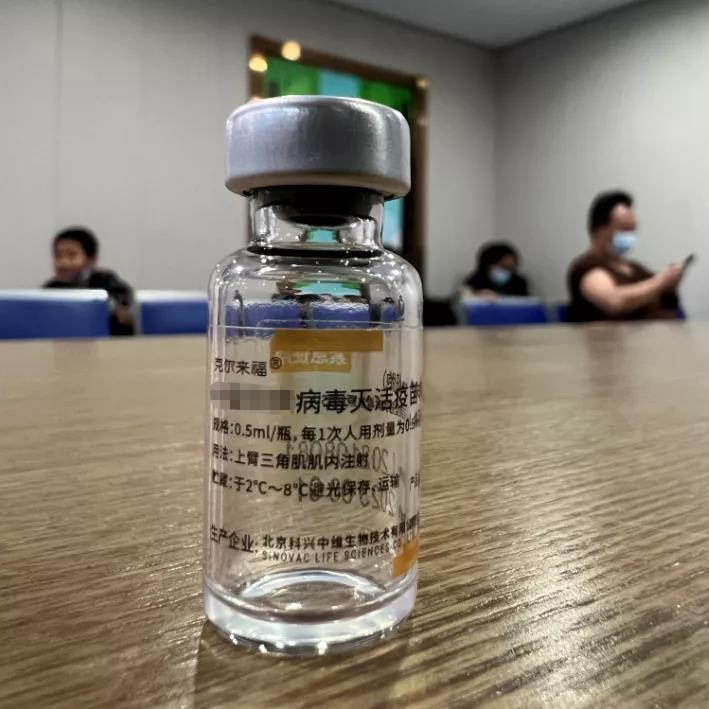 克尔来福®
病毒灭活疫苗
规格:0.5ml/瓶,每1次人用剂量为0.5
用法:上臂三角肌肌内注射
贮藏:于2℃～8℃避光保存、运输
生产企业:北京科兴中维生物技术有限公
SINOVAC LIFE SCIENCES CO